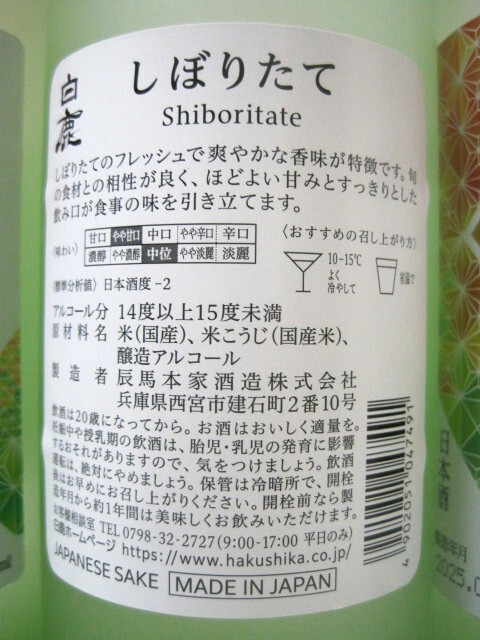 白鹿
しぼりたて
Shiboritate
しぼりたてのフレッシュで爽やかな香味が特徴です。旬
の食材との相性が良く、ほどよい甘みとすっきりとした
飲み口が食事の味を引き立てます。
〈味わい〉
甘口 やや甘口 中口 やや辛口 辛口
濃醇 やや濃醇 中位 やや淡麗 淡麗
〈おすすめの召し上がり方〉
10-15℃
よく
冷やして
室温で
〈標準分析値〉日本酒度-2
アルコール分 14度以上15度未満
原材料名 米(国産)、米こうじ(国産米)、
醸造アルコール
製造者 辰馬本家酒造株式会社
兵庫県西宮市建石町2番10号
飲酒は20歳になってから。お酒はおいしく適量を。
妊娠中や授乳期の飲酒は、胎児・乳児の発育に影響
するおそれがありますので、気をつけましょう。飲酒
運転は、絶対にやめましょう。保管は冷暗所で、開栓
後はお早めにお召し上がりください。開栓前なら製
造年月から約1年間は美味しくお飲みいただけます。
お客様相談室 TEL 0798-32-2727(9:00-17:00 平日のみ)
白鹿ホームページ https://www.hakushika.co.jp/
JAPANESE SAKE MADE IN JAPAN
4 902051 047491
日本酒
製造年月
2025.0